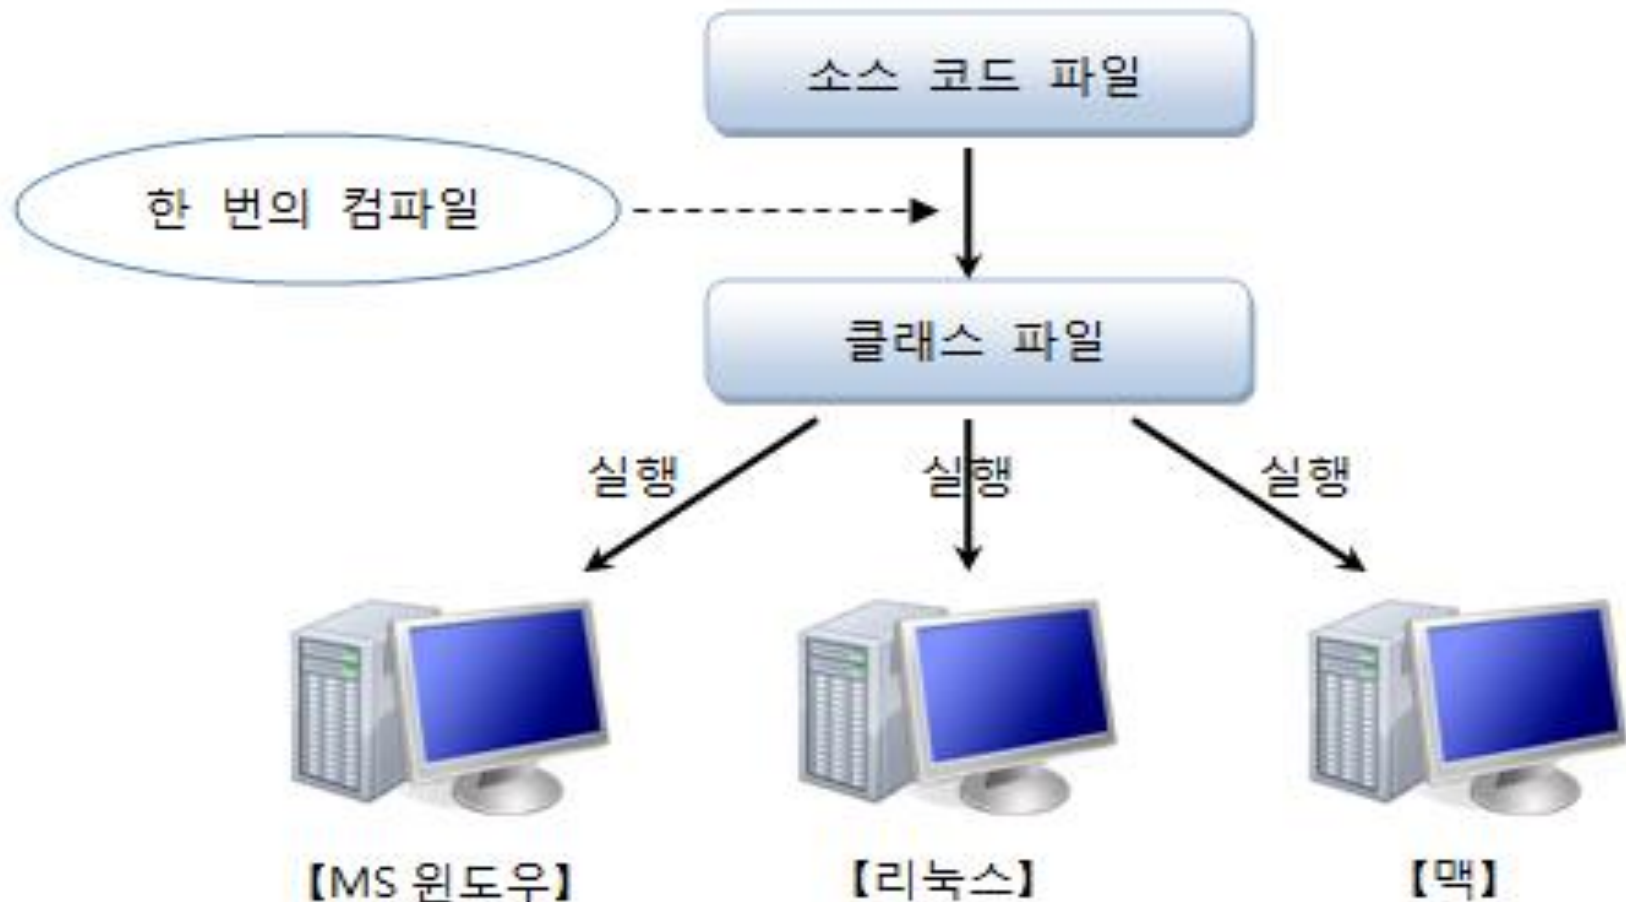 소스 코드 파일
한 번의 컴파일
클래스 파일
실행
실행
실행
【MS 윈도우】
【리눅스】
【맥】